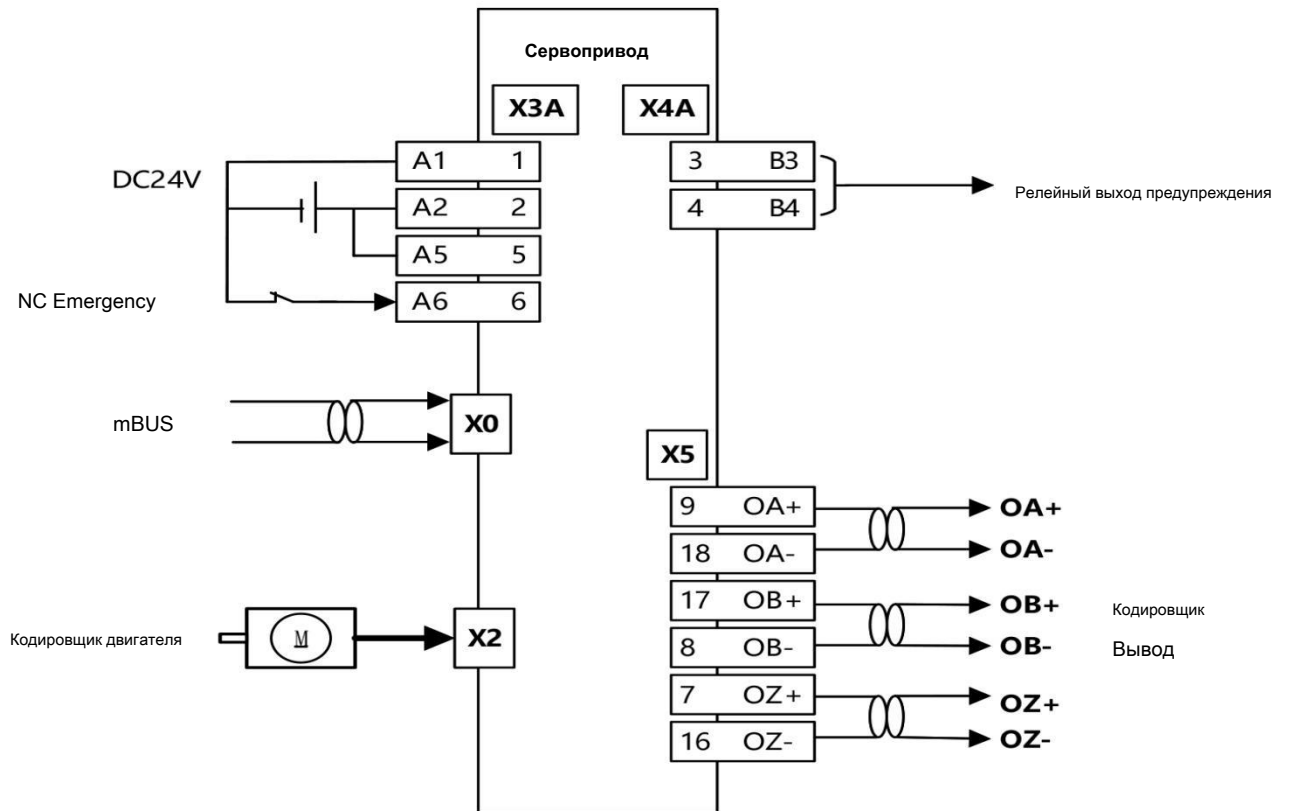 Сервопривод
X3A X4A
DC24V
A1 1
A2 2
A5 5
A6 6
NC Emergency
3 B3
4 B4
Релейный выход предупреждения
mBUS
X0
X5
9 OA+ OA+
18 OA- OA-
17 OB+ OB+
8 OB- OB-
7 OZ+ OZ+
16 OZ- OZ-
Кодировщик
Вывод
Кодировщик двигателя
M
X2